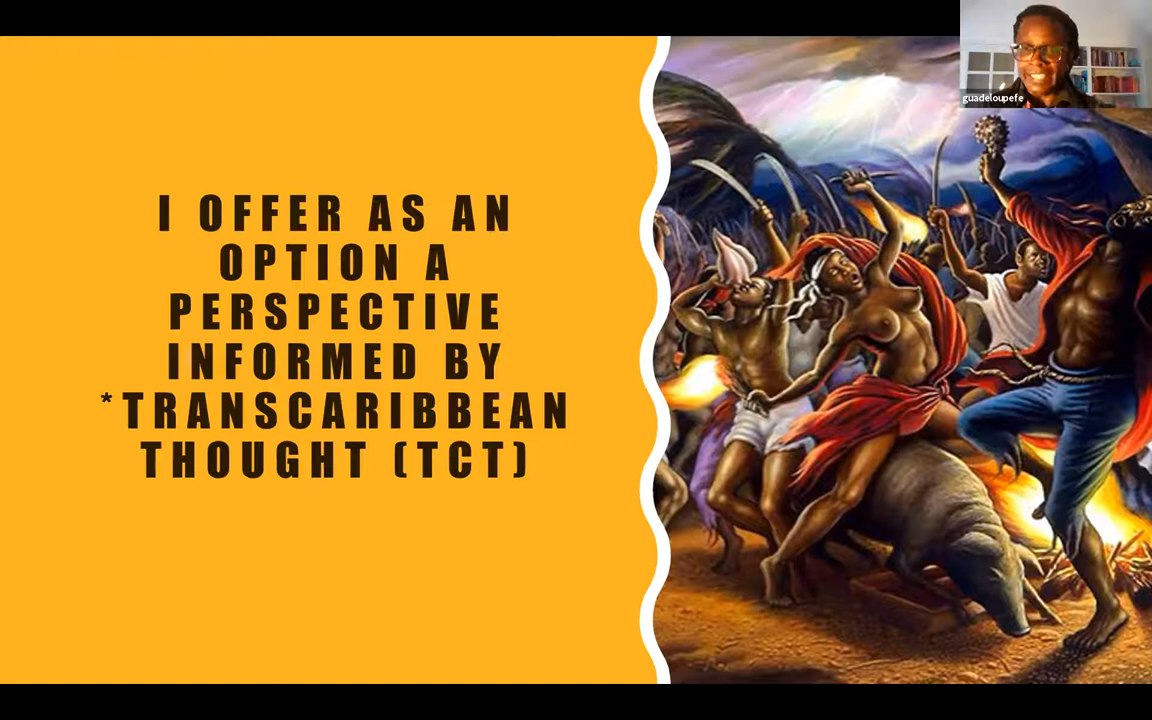 guadeloupefe
I OFFER AS AN
OPTION A
PERSPECTIVE
INFORMED BY
*TRANSCARIBBEAN
THOUGHT (TCT)